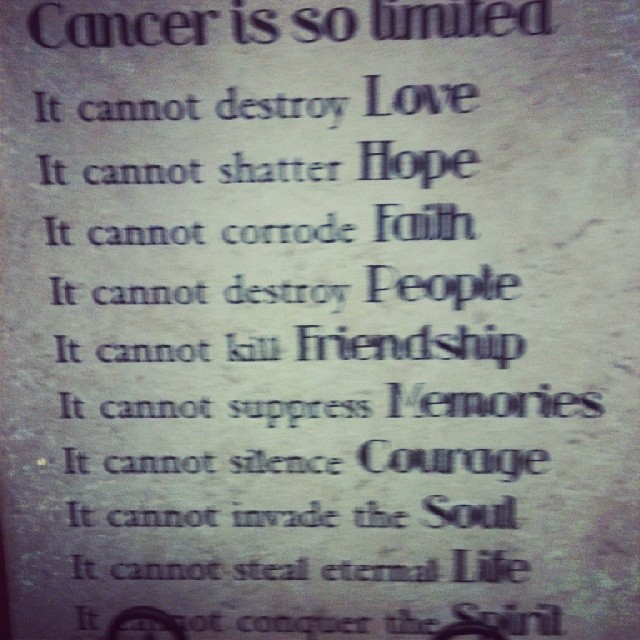 Cancer is so limited
It cannot destroy Love
It cannot shatter Hope
It cannot corrode Faith
It cannot destroy People
It cannot kill Friendship
It cannot suppress Memories
It cannot silence Courage
It cannot invade the Soul
It cannot steal eternal Life
It cannot conquer the Spirit